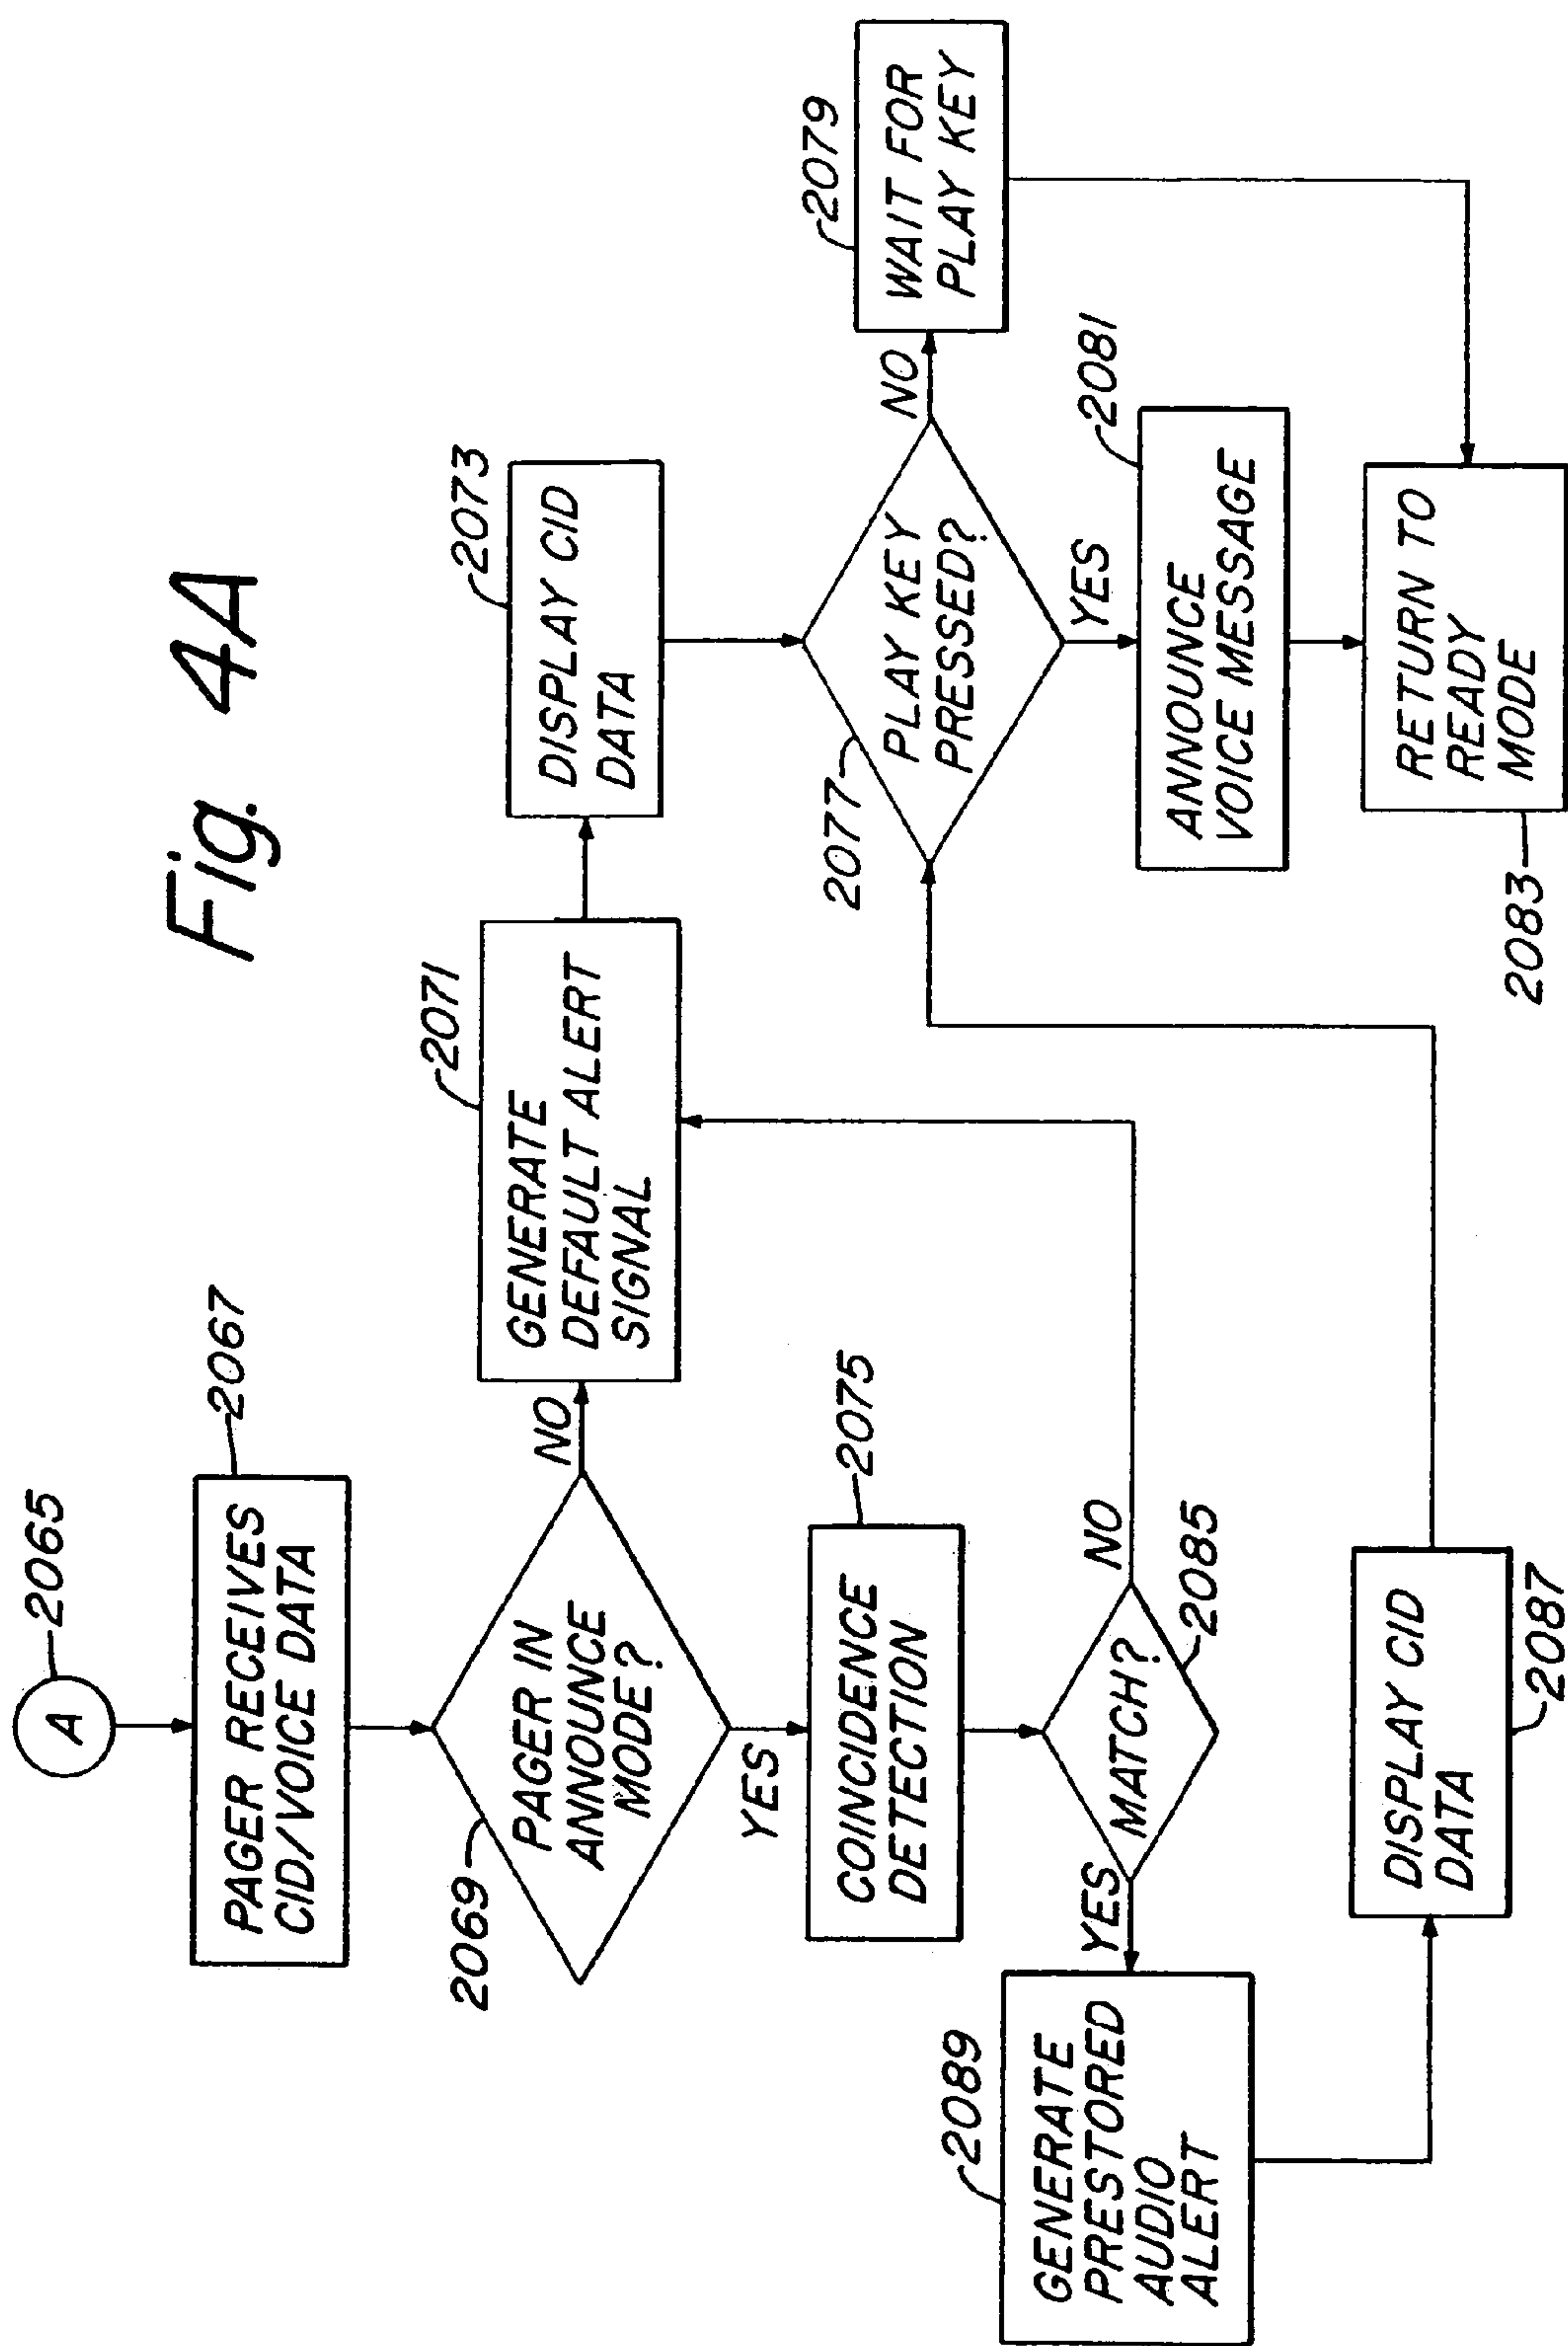 Fig. 4A
A
2065
PAGER RECEIVES
CID/VOICE DATA
2067
PAGER IN
ANNOUNCE
MODE?
2069
NO
YES
GENERATE
DEFAULT ALERT
SIGNAL
2071
DISPLAY CID
DATA
2073
COINCIDENCE
DETECTION
2075
MATCH?
2085
YES
NO
GENERATE
PRESTORED
AUDIO
ALERT
2089
DISPLAY CID
DATA
2087
PLAY KEY
PRESSED?
2077
NO
YES
WAIT FOR
PLAY KEY
2079
ANNOUNCE
VOICE MESSAGE
2081
RETURN TO
READY
MODE
2083